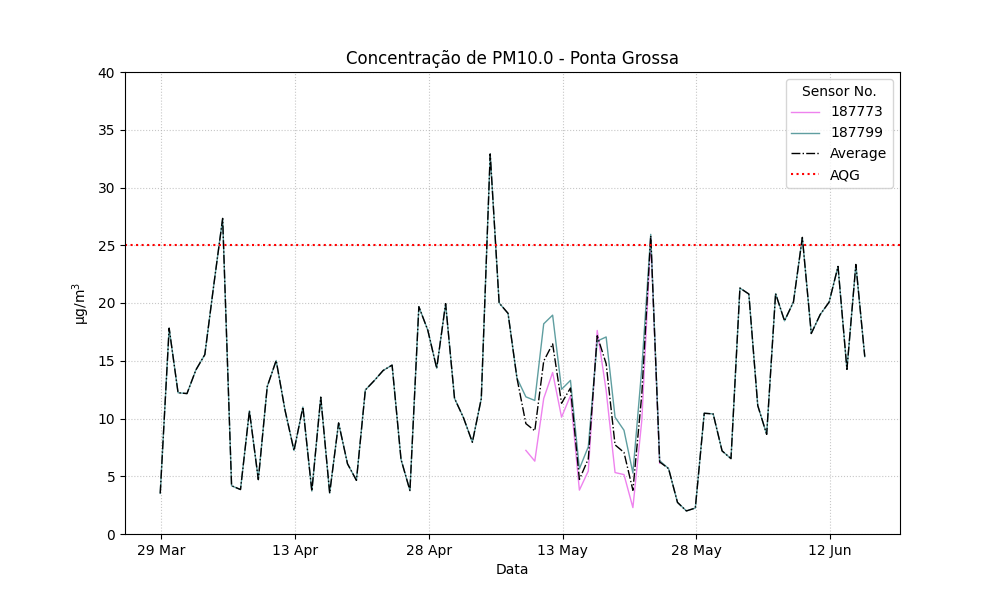 Concentração de PM10.0 - Ponta Grossa
Sensor No.
187773
187799
Average
AQG
40
35
30
25
20
15
10
5
0
µg/m³
29 Mar 13 Apr 28 Apr 13 May 28 May 12 Jun
Data